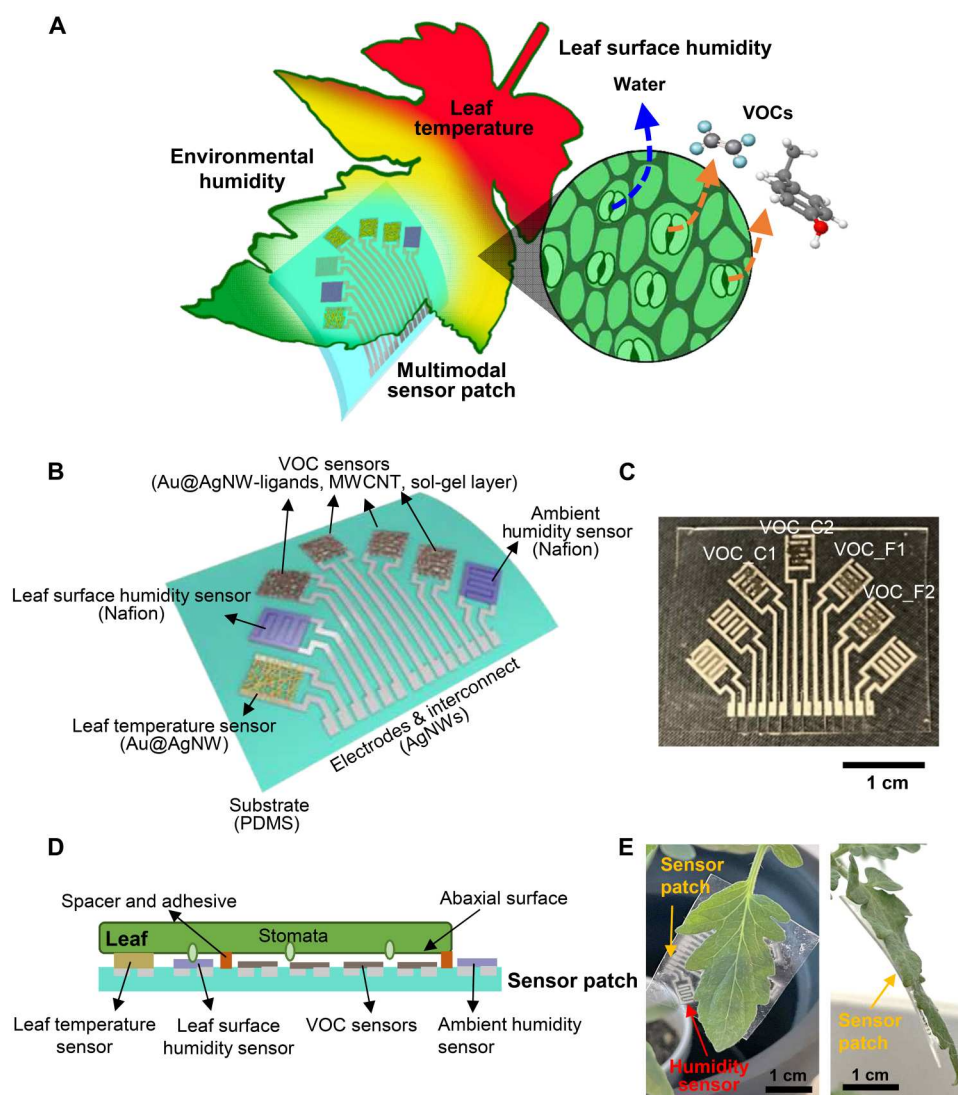 A
Leaf surface humidity
Water
VOCs
Leaf
temperature
Environmental
humidity
Multimodal
sensor patch
B
VOC sensors
(Au@AgNW-ligands, MWCNT, sol-gel layer)
Ambient
humidity sensor
(Nafion)
Leaf surface humidity sensor
(Nafion)
Leaf temperature sensor
(Au@AgNW)
Electrodes & interconnect
(AgNWs)
Substrate
(PDMS)
C
VOC_C2
VOC_C1
VOC_F1
VOC_F2
1 cm
D
Spacer and adhesive
Abaxial surface
Leaf
Stomata
Sensor patch
Leaf temperature
sensor
Leaf surface
humidity sensor
VOC sensors
Ambient humidity
sensor
E
Sensor
patch
Humidity
sensor
1 cm
Sensor
patch
1 cm